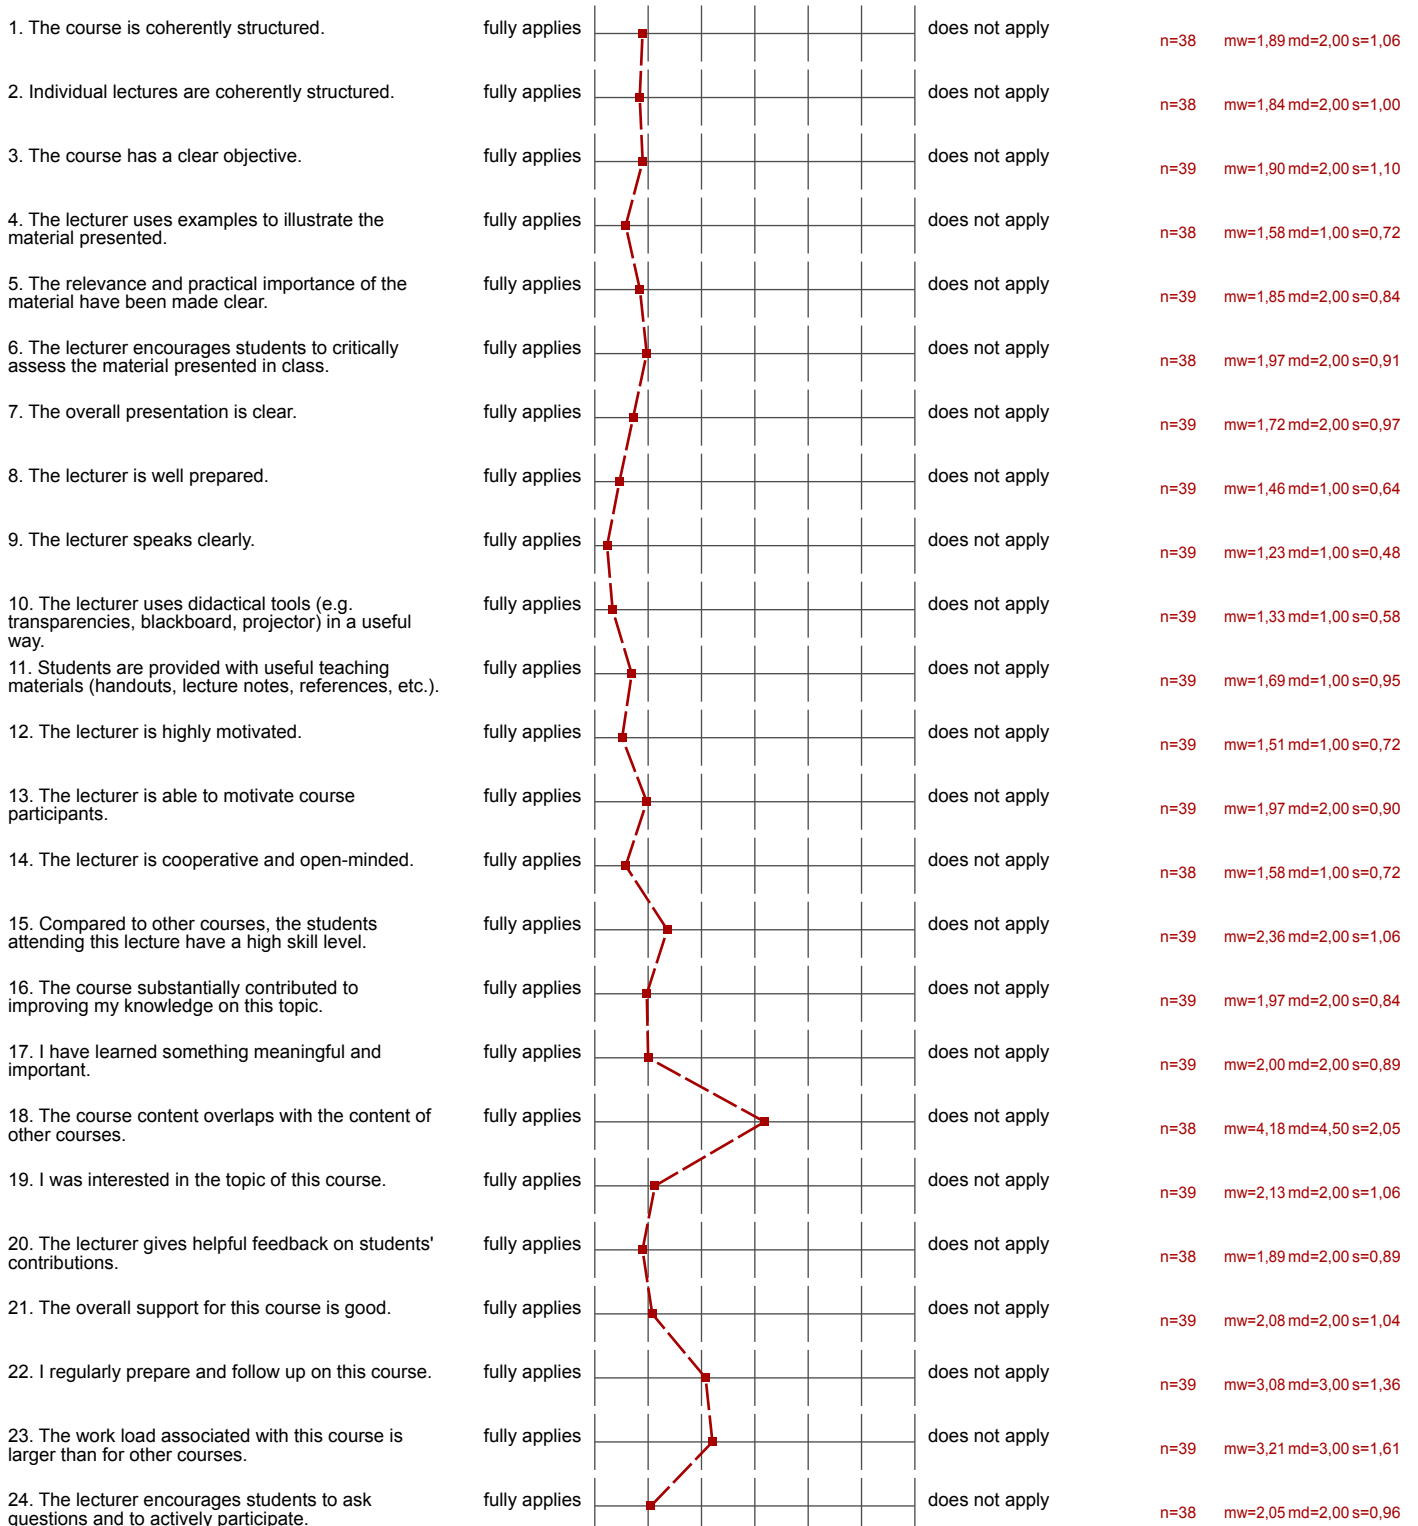 1. The course is coherently structured. fully applies does not apply n=38 mw=1,89 md=2,00 s=1,06
2. Individual lectures are coherently structured. fully applies does not apply n=38 mw=1,84 md=2,00 s=1,00
3. The course has a clear objective. fully applies does not apply n=39 mw=1,90 md=2,00 s=1,10
4. The lecturer uses examples to illustrate the fully applies does not apply
material presented. n=38 mw=1,58 md=1,00 s=0,72
5. The relevance and practical importance of the fully applies does not apply
material have been made clear. n=39 mw=1,85 md=2,00 s=0,84
6. The lecturer encourages students to critically fully applies does not apply
assess the material presented in class. n=38 mw=1,97 md=2,00 s=0,91
7. The overall presentation is clear. fully applies does not apply n=39 mw=1,72 md=2,00 s=0,97
8. The lecturer is well prepared. fully applies does not apply n=39 mw=1,46 md=1,00 s=0,64
9. The lecturer speaks clearly. fully applies does not apply n=39 mw=1,23 md=1,00 s=0,48
10. The lecturer uses didactical tools (e.g. fully applies does not apply
transparencies, blackboard, projector) in a useful n=39 mw=1,33 md=1,00 s=0,58
way.
11. Students are provided with useful teaching fully applies does not apply
materials (handouts, lecture notes, references, etc.). n=39 mw=1,69 md=1,00 s=0,95
12. The lecturer is highly motivated. fully applies does not apply n=39 mw=1,51 md=1,00 s=0,72
13. The lecturer is able to motivate course fully applies does not apply
participants. n=39 mw=1,97 md=2,00 s=0,90
14. The lecturer is cooperative and open-minded. fully applies does not apply n=38 mw=1,58 md=1,00 s=0,72
15. Compared to other courses, the students fully applies does not apply
attending this lecture have a high skill level. n=39 mw=2,36 md=2,00 s=1,06
16. The course substantially contributed to fully applies does not apply
improving my knowledge on this topic. n=39 mw=1,97 md=2,00 s=0,84
17. I have learned something meaningful and fully applies does not apply
important. n=39 mw=2,00 md=2,00 s=0,89
18. The course content overlaps with the content of fully applies does not apply
other courses. n=38 mw=4,18 md=4,50 s=2,05
19. I was interested in the topic of this course. fully applies does not apply n=39 mw=2,13 md=2,00 s=1,06
20. The lecturer gives helpful feedback on students' fully applies does not apply
contributions. n=38 mw=1,89 md=2,00 s=0,89
21. The overall support for this course is good. fully applies does not apply n=39 mw=2,08 md=2,00 s=1,04
22. I regularly prepare and follow up on this course. fully applies does not apply n=39 mw=3,08 md=3,00 s=1,36
23. The work load associated with this course is fully applies does not apply
larger than for other courses. n=39 mw=3,21 md=3,00 s=1,61
24. The lecturer encourages students to ask fully applies does not apply
questions and to actively participate. n=38 mw=2,05 md=2,00 s=0,96